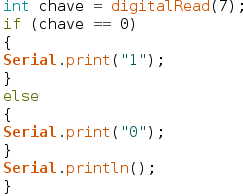 int chave = digitalRead(7);
if (chave == 0)
{
Serial.print("1");
}
else
{
Serial.print("0");
}
Serial.println();
}